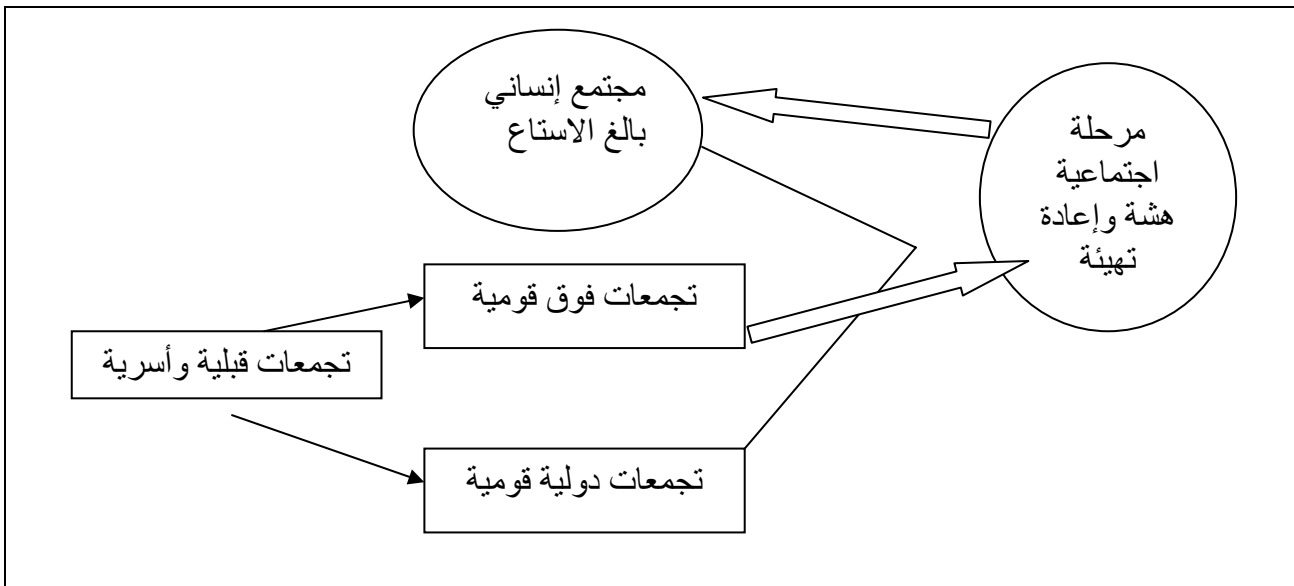 مجتمع إنساني
بالغ الاستاع
مرحلة
اجتماعية
هشة وإعادة
تهيئة
تجمعات فوق قومية
تجمعات قبلية وأسرية
تجمعات دولية قومية